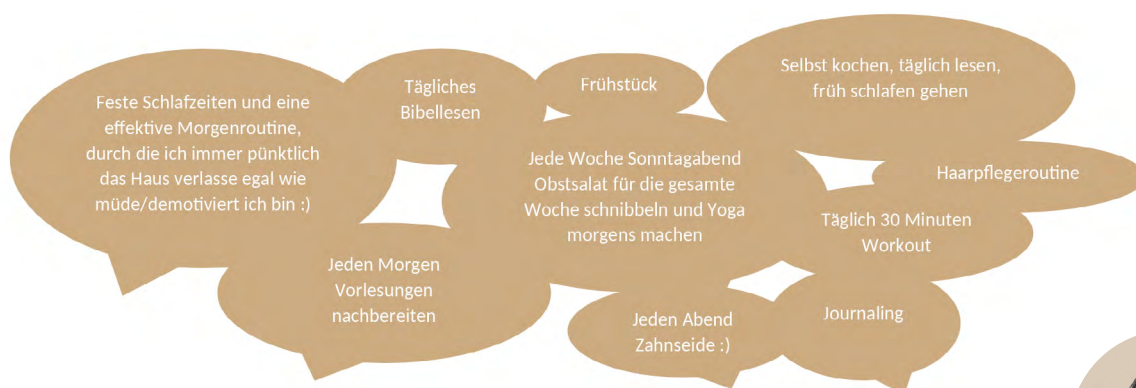 Feste Schlafzeiten und eine
effektive Morgenroutine,
durch die ich immer pünktlich
das Haus verlasse egal wie
müde/demotiviert ich bin :)
Tägliches
Bibellesen
Frühstück
Selbst kochen, täglich lesen,
früh schlafen gehen
Jede Woche Sonntagabend
Obstsalat für die gesamte
Woche schnibbeln und Yoga
morgens machen
Haarpflegeroutine
Täglich 30 Minuten
Workout
Jeden Morgen
Vorlesungen
nachbereiten
Jeden Abend
Zahnseide :)
Journaling